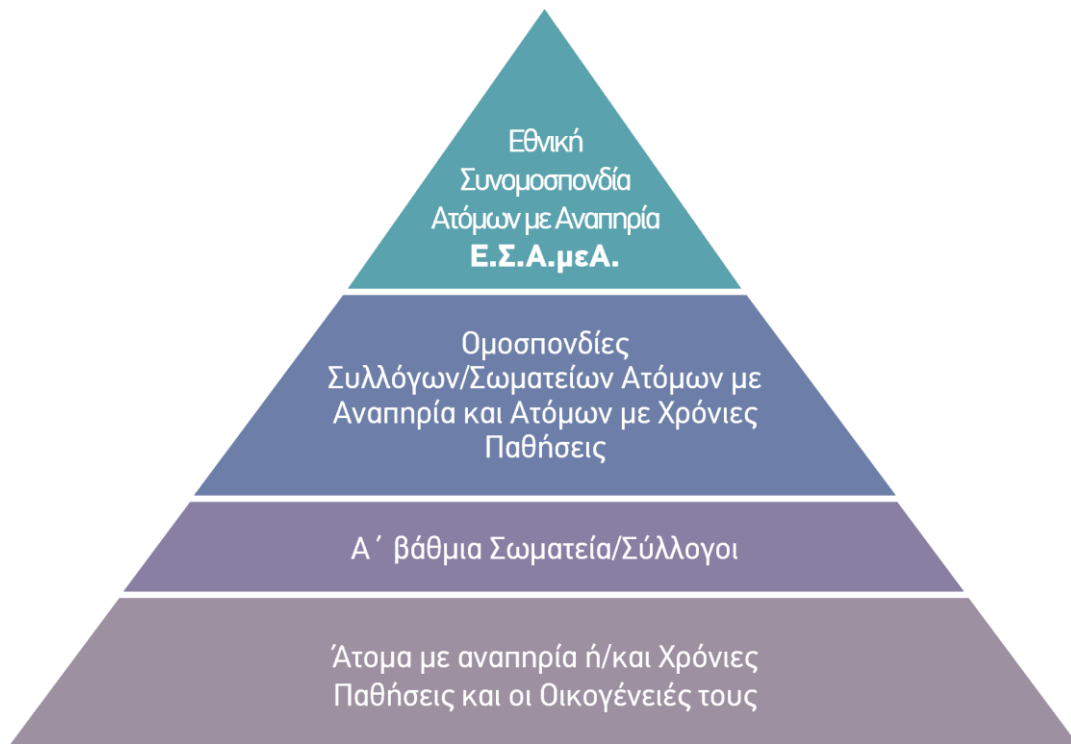 Εθνική
Συνομοσπονδία
Ατόμων με Αναπηρία
Ε.Σ.Α.μεΑ.
Ομοσπονδίες
Συλλόγων/Σωματείων Ατόμων με
Αναπηρία και Ατόμων με Χρόνιες
Παθήσεις
Α΄ βάθμια Σωματεία/Σύλλογοι
Άτομα με αναπηρία ή/και Χρόνιες
Παθήσεις και οι Οικογένειές τους